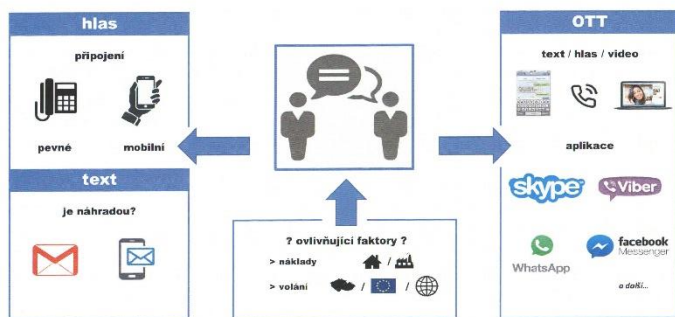 hlas
připojení
pevné mobilní
text
je náhradou?
? ovlivňující faktory ?
> náklady / 
> volání / /
OTT
text / hlas / video
aplikace
skype
Viber
WhatsApp
facebook
Messenger
a další...